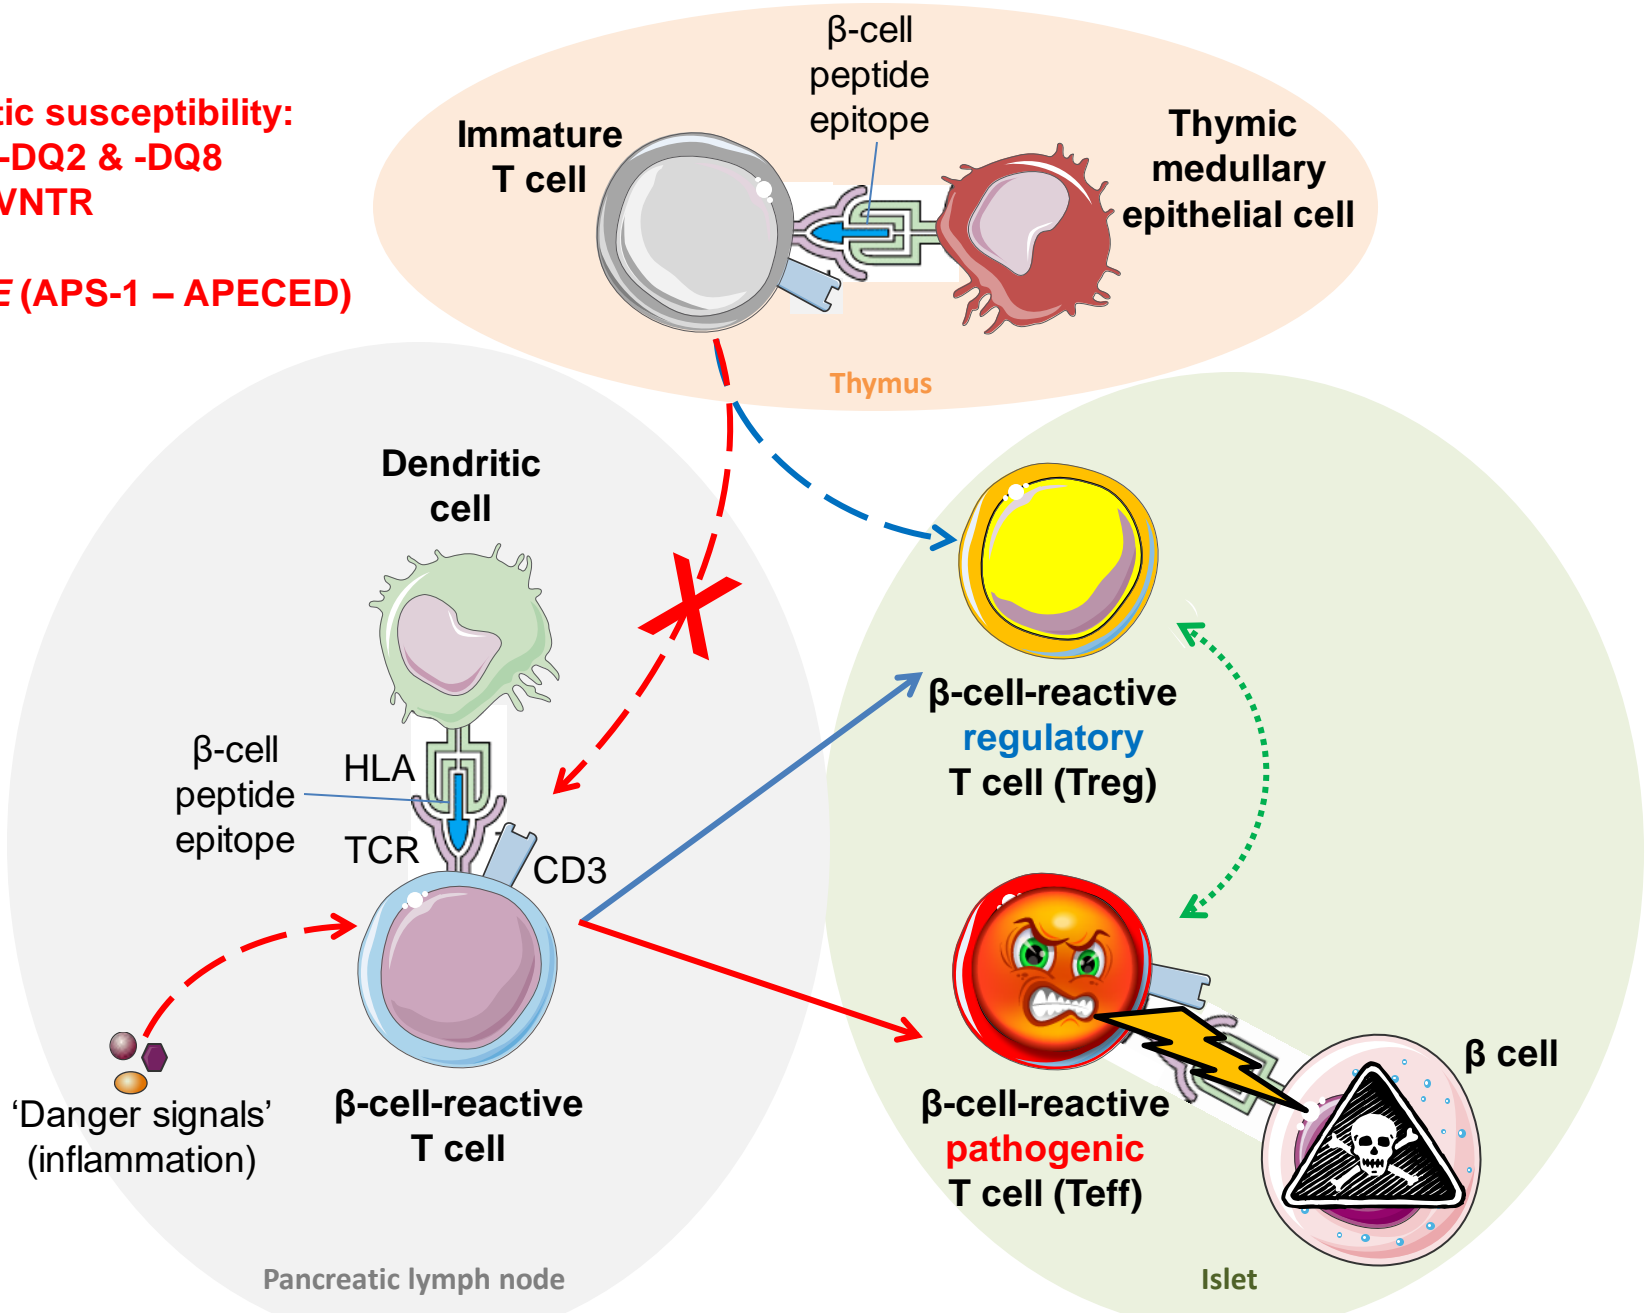 tic susceptibility:
-DQ2 & -DQ8
VNTR
E (APS-1 – APECED)
β-cell
peptide
epitope
Immature
T cell
Thymic
medullary
epithelial cell
Thymus
Dendritic
cell
β-cell
peptide
epitope
HLA
TCR
CD3
'Danger signals'
(inflammation)
β-cell-reactive
T cell
Pancreatic lymph node
β-cell-reactive
regulatory
T cell (Treg)
β-cell-reactive
pathogenic
T cell (Teff)
β cell
Islet